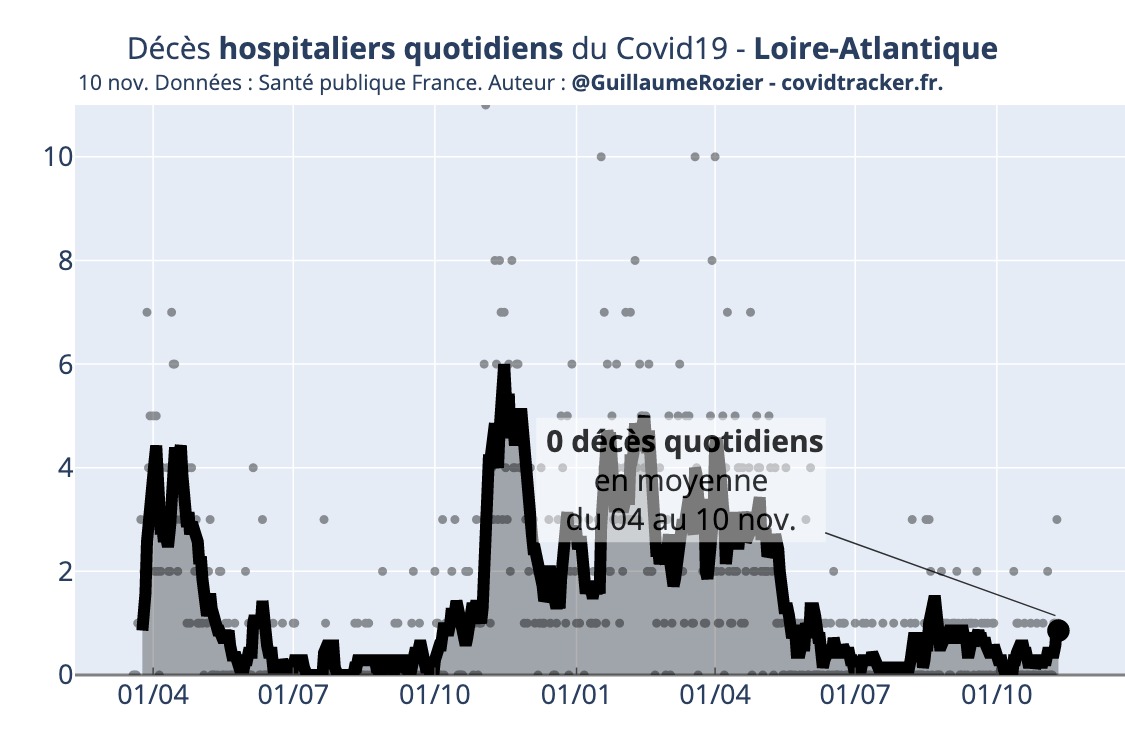 Décès hospitaliers quotidiens du Covid19 - Loire-Atlantique
10 nov. Données : Santé publique France. Auteur : @GuillaumeRozier - covidtracker.fr.
10
8
6
4
2
0
0 décès quotidiens
en moyenne
du 04 au 10 nov.
01/04 01/07 01/10 01/01 01/04 01/07 01/10